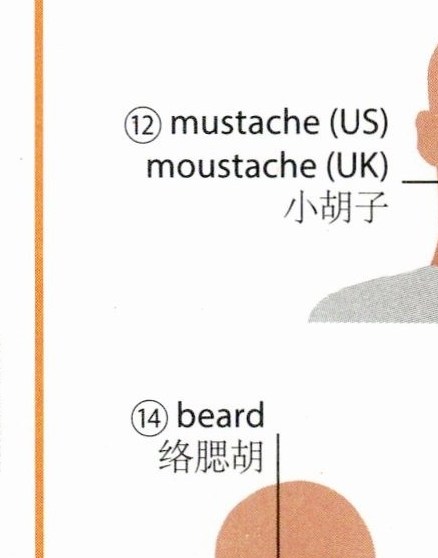 ⑫ mustache (US)
moustache (UK)
小胡子
⑭ beard
络腮胡